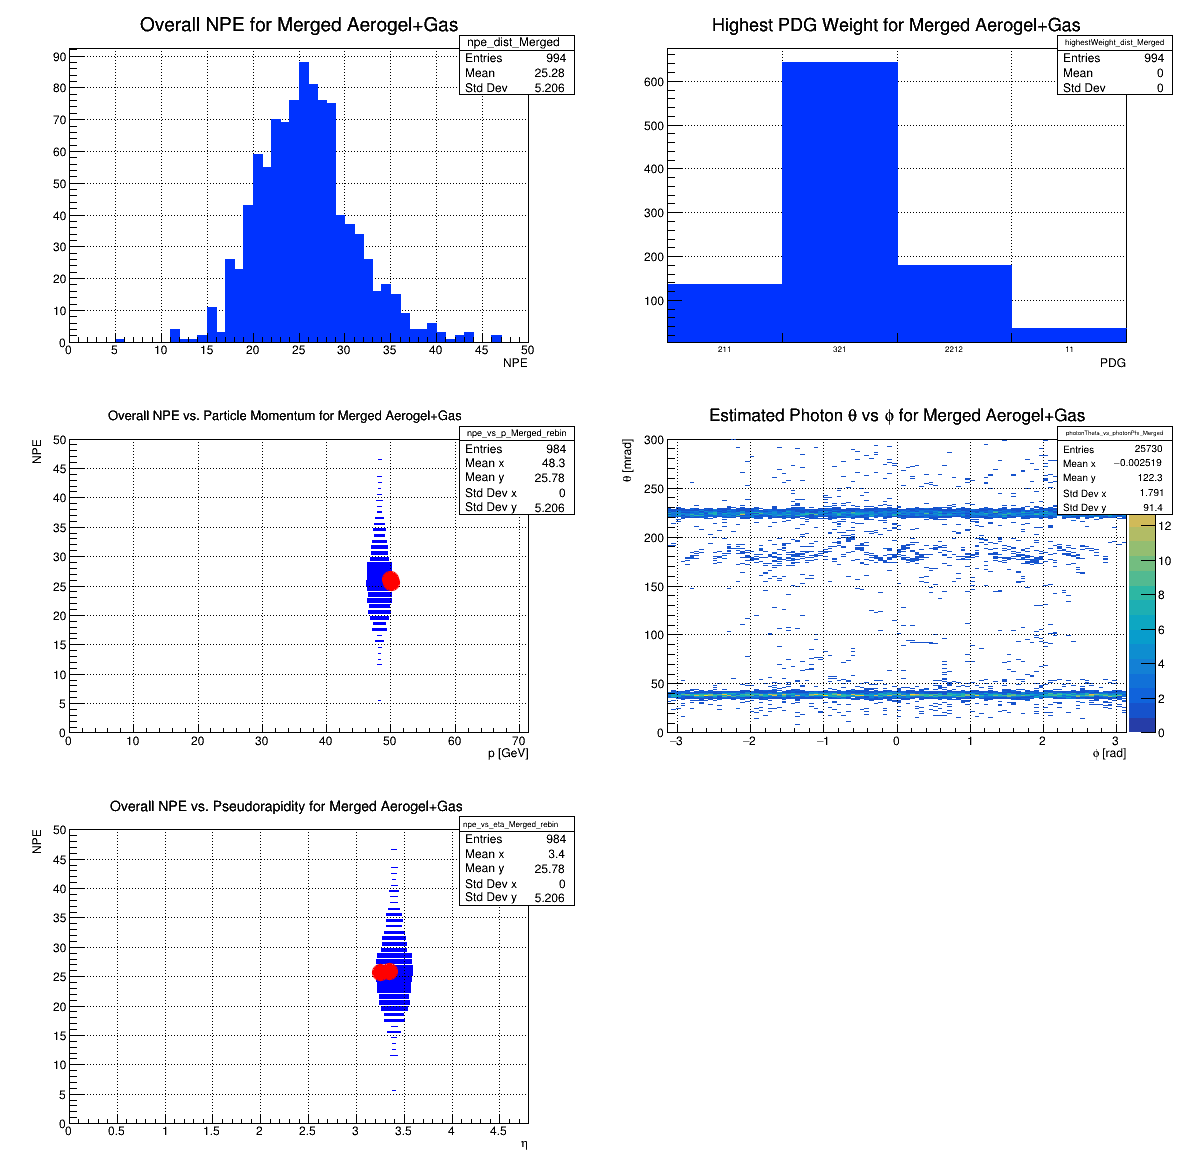 Overall NPE for Merged Aerogel+Gas
npe_dist_Merged
Entries 994
Mean 25.28
Std Dev 5.206
90
80
70
60
50
40
30
20
10
0
0 5 10 15 20 25 30 35 40 45 50
NPE
Highest PDG Weight for Merged Aerogel+Gas
highestWeight_dist_Merged
Entries 994
Mean 0
Std Dev 0
600
500
400
300
200
100
211 321 2212 11
PDG
Overall NPE vs. Particle Momentum for Merged Aerogel+Gas
npe_vs_p_Merged_rebin
Entries 984
Mean x 48.3
Mean y 25.78
Std Dev x 0
Std Dev y 5.206
NPE
50
45
40
35
30
25
20
15
10
5
0
0 10 20 30 40 50 60 70
p [GeV]
Estimated Photon θ vs ϕ for Merged Aerogel+Gas
photonTheta_vs_photonPhi_Merged
Entries 25730
Mean x −0.002519
Mean y 122.3
Std Dev x 1.791
Std Dev y 91.4
θ [mrad]
300
250
200
150
100
50
0
−3 −2 −1 0 1 2 3
ϕ [rad]
12
10
8
6
4
2
0
Overall NPE vs. Pseudorapidity for Merged Aerogel+Gas
npe_vs_eta_Merged_rebin
Entries 984
Mean x 3.4
Mean y 25.78
Std Dev x 0
Std Dev y 5.206
NPE
50
45
40
35
30
25
20
15
10
5
0
0 0.5 1 1.5 2 2.5 3 3.5 4 4.5
η